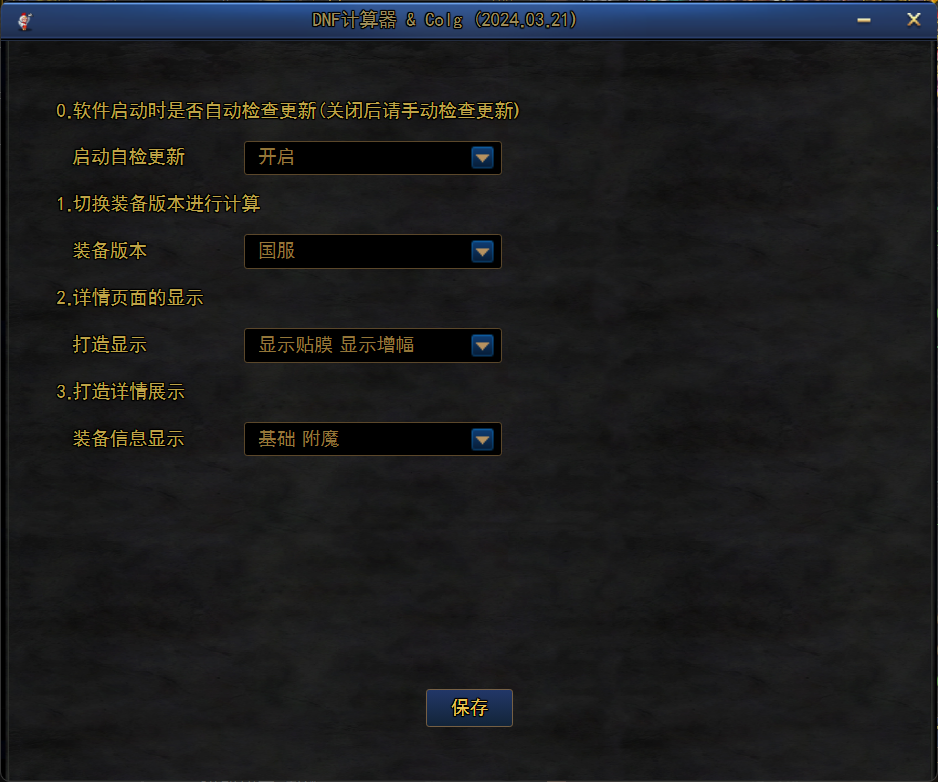 DNF计算器 & Colg (2024.03.21)
0.软件启动时是否自动检查更新(关闭后请手动检查更新)
启动自检更新 开启
1.切换装备版本进行计算
装备版本 国服
2.详情页面的显示
打造显示 显示贴膜 显示增幅
3.打造详情展示
装备信息显示 基础 附魔
保存